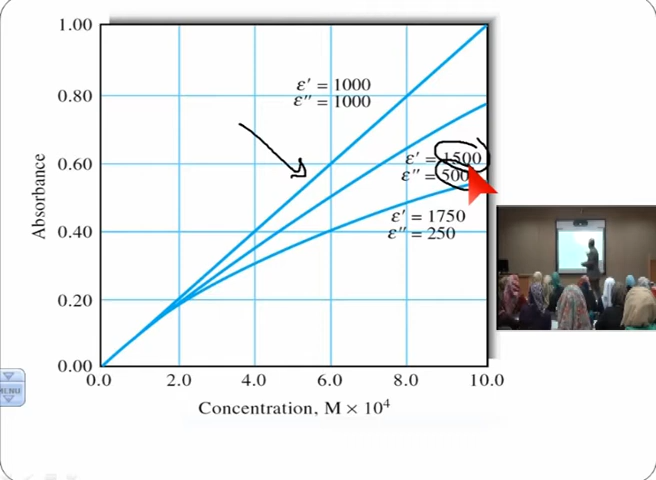 1.00
0.80
0.60
0.40
0.20
0.00
Absorbance
ε′ = 1000
ε″ = 1000
ε′ = 1500
ε″ = 500
ε′ = 1750
ε″ = 250
0.0 2.0 4.0 6.0 8.0 10.0
Concentration, M × 10⁴